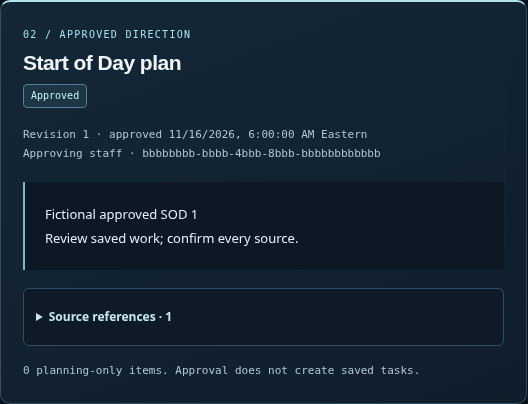 02 / APPROVED DIRECTION
Start of Day plan
Approved
Revision 1 · approved 11/16/2026, 6:00:00 AM Eastern
Approving staff · bbbbbbbb-bbbb-4bbb-8bbb-bbbbbbbbbbbb
Fictional approved SOD 1
Review saved work; confirm every source.
Source references · 1
0 planning-only items. Approval does not create saved tasks.